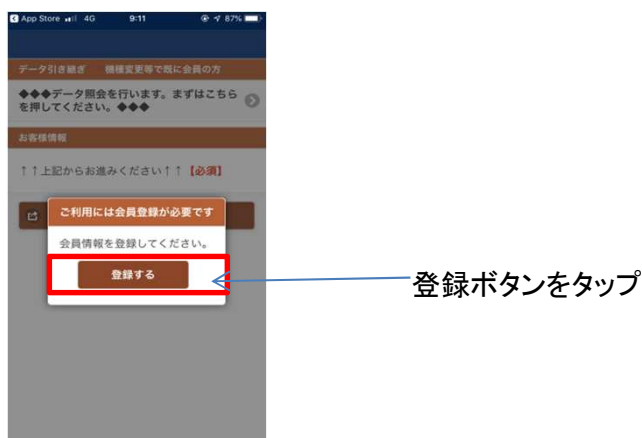 App Store 4G 9:11 87%
データ引き継ぎ 機種変更等で既に会員の方
◆◆◆データ照会を行います。まずはこちら
を押してください。◆◆◆
お客様情報
↑↑上記からお進みください↑↑【必須】
ご利用には会員登録が必要です
会員情報を登録してください。
登録する
登録ボタンをタップ